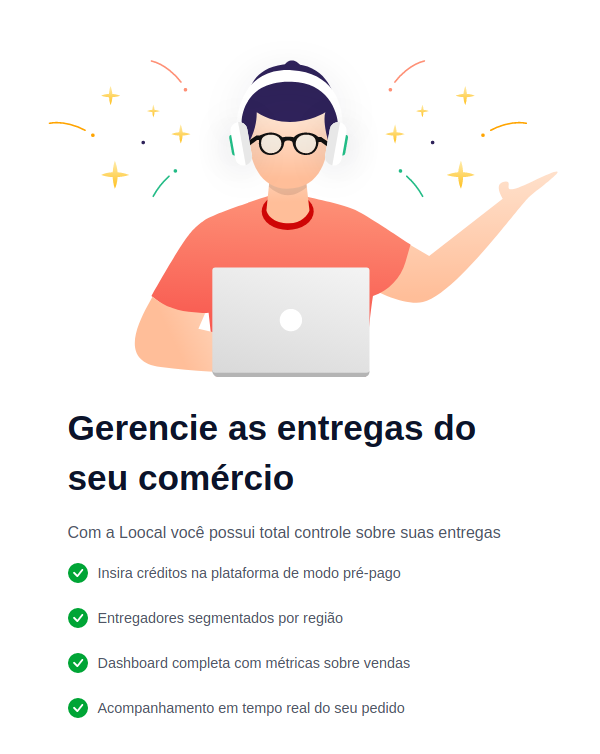 Gerencie as entregas do
seu comércio
Com a Loocal você possui total controle sobre suas entregas
Insira créditos na plataforma de modo pré-pago
Entregadores segmentados por região
Dashboard completa com métricas sobre vendas
Acompanhamento em tempo real do seu pedido